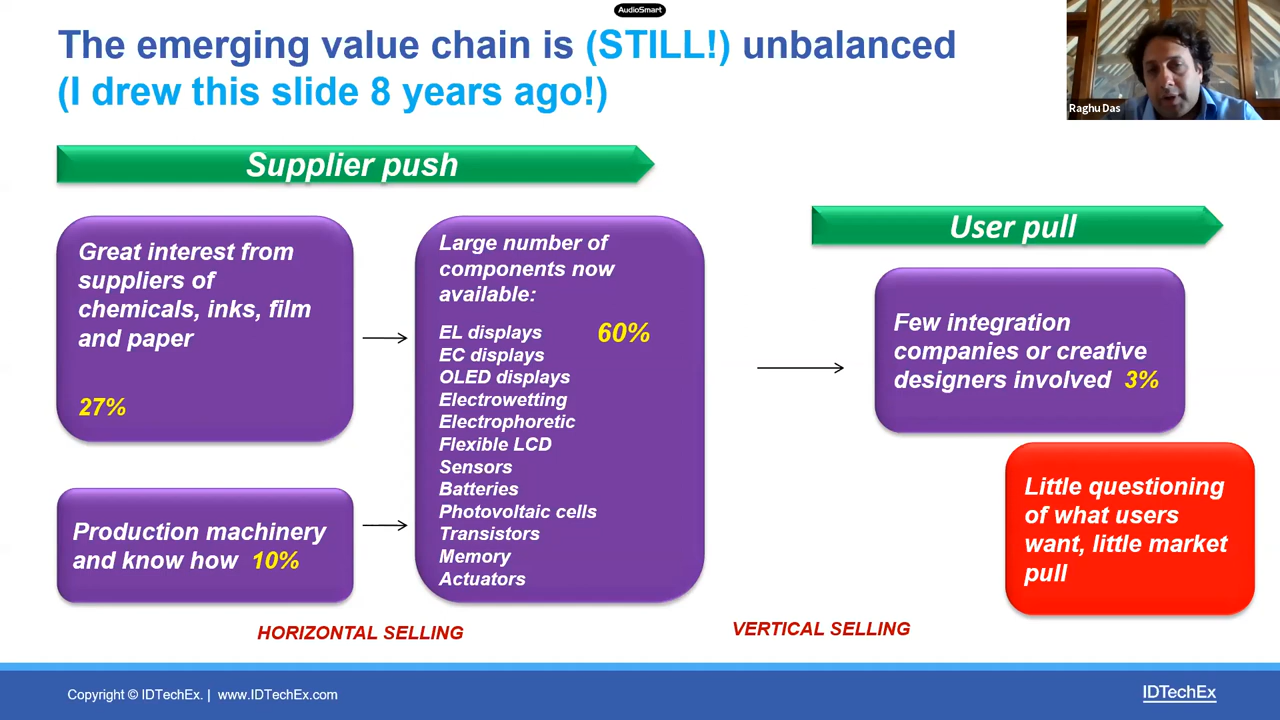 AudioSmart
The emerging value chain is (STILL!) unbalanced
(I drew this slide 8 years ago!)
Raghu Das
Supplier push
User pull
Great interest from
suppliers of
chemicals, inks, film
and paper
27%
Production machinery
and know how 10%
Large number of
components now
available:
EL displays 60%
EC displays
OLED displays
Electrowetting
Electrophoretic
Flexible LCD
Sensors
Batteries
Photovoltaic cells
Transistors
Memory
Actuators
Few integration
companies or creative
designers involved 3%
Little questioning
of what users
want, little market
pull
HORIZONTAL SELLING
VERTICAL SELLING
Copyright © IDTechEx. | www.IDTechEx.com
IDTechEx